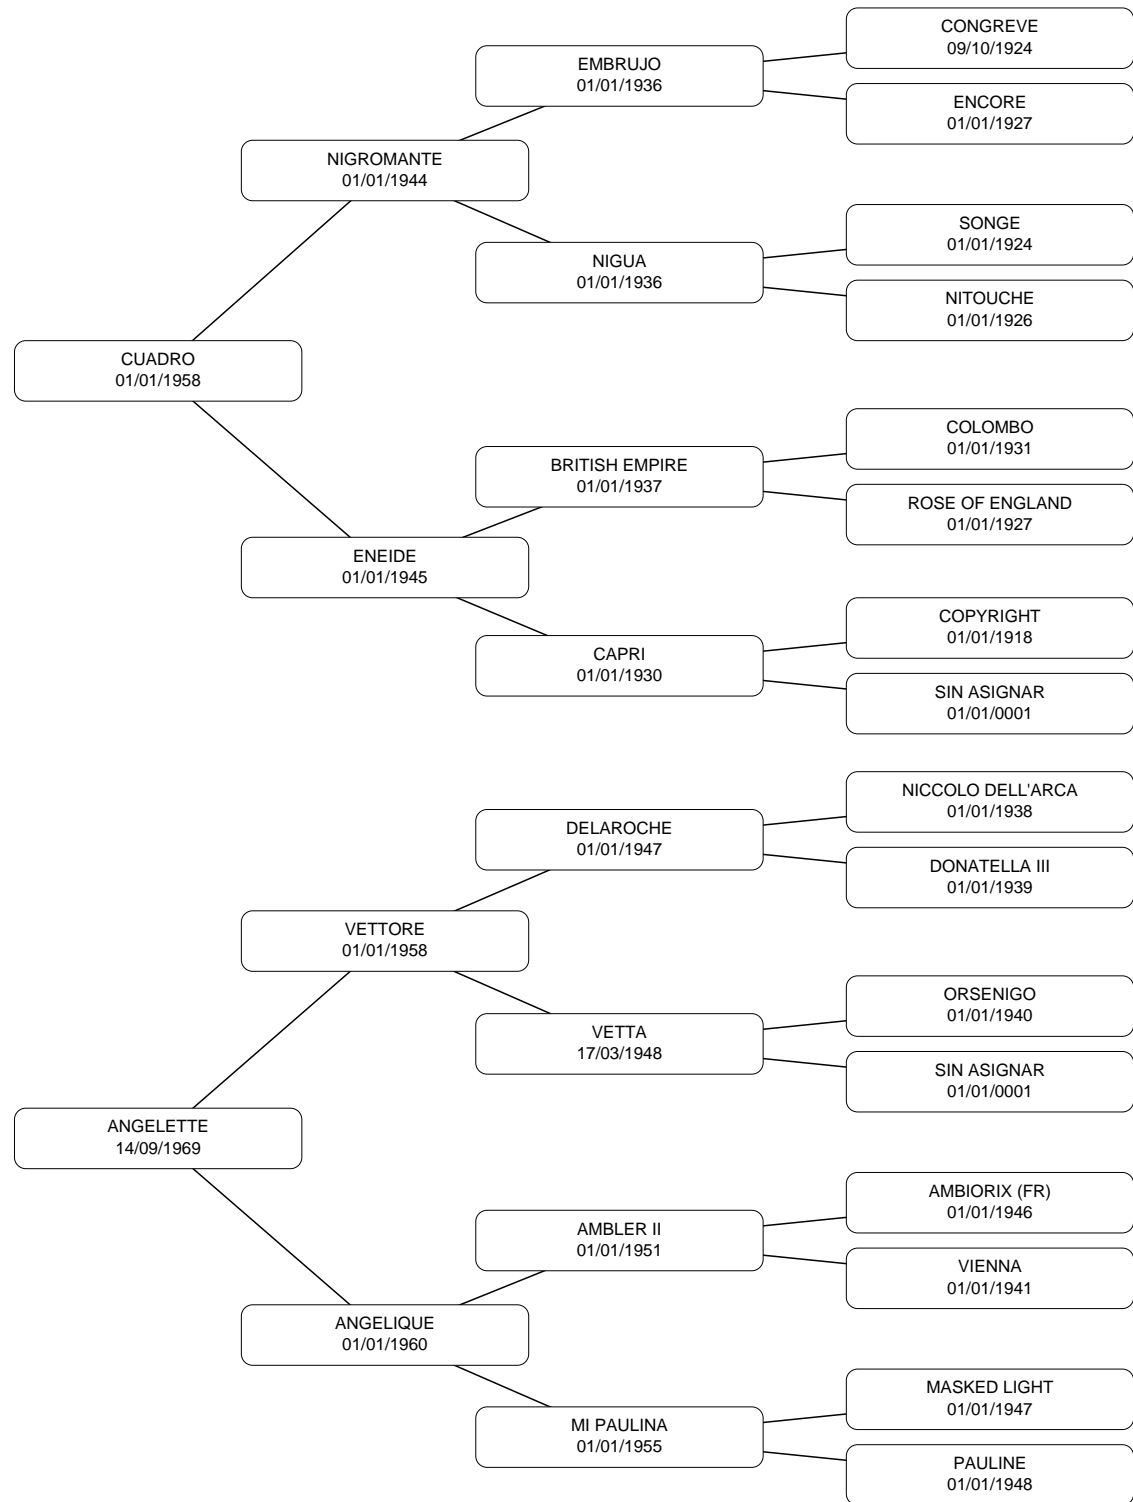 CONGREVE
09/10/1924
EMBRUJO
01/01/1936
ENCORE
01/01/1927
NIGROMANTE
01/01/1944
SONGE
01/01/1924
NIGUA
01/01/1936
NITOUCHE
01/01/1926
CUADRO
01/01/1958
COLOMBO
01/01/1931
BRITISH EMPIRE
01/01/1937
ROSE OF ENGLAND
01/01/1927
ENEIDE
01/01/1945
COPYRIGHT
01/01/1918
CAPRI
01/01/1930
SIN ASIGNAR
01/01/0001
NICCOLO DELL'ARCA
01/01/1938
DELAROCHE
01/01/1947
DONATELLA III
01/01/1939
VETTORE
01/01/1958
ORSENIGO
01/01/1940
VETTA
17/03/1948
SIN ASIGNAR
01/01/0001
ANGELETTE
14/09/1969
AMBIORIX (FR)
01/01/1946
AMBLER II
01/01/1951
VIENNA
01/01/1941
ANGELIQUE
01/01/1960
MASKED LIGHT
01/01/1947
MI PAULINA
01/01/1955
PAULINE
01/01/1948